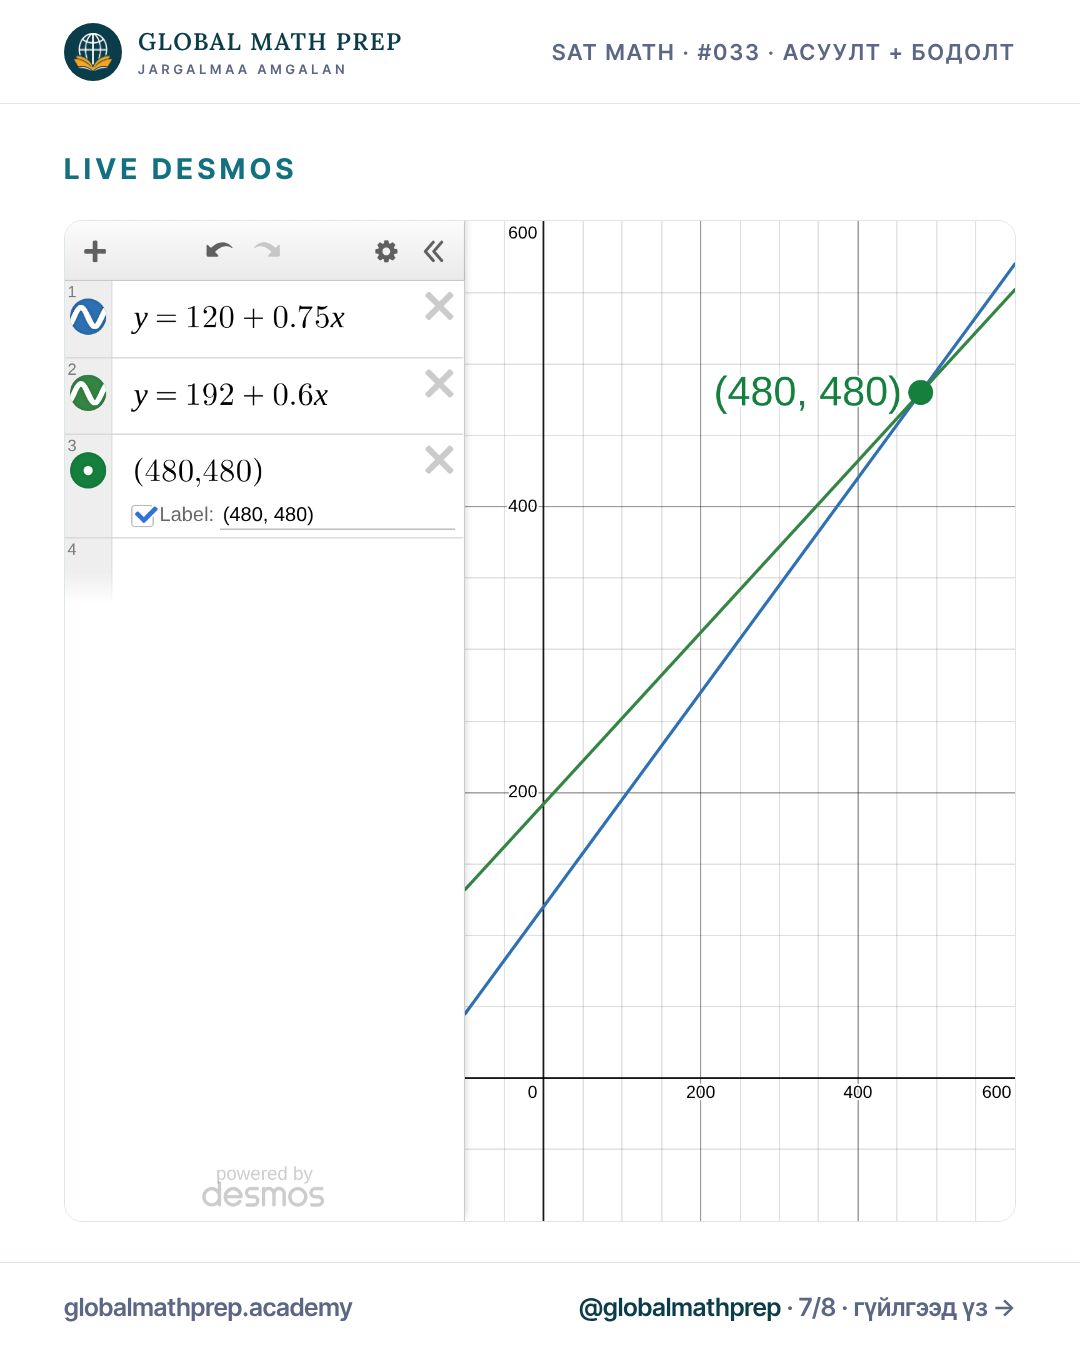 GLOBAL MATH PREP
JARGALMAA AMGALAN
SAT MATH · #033 · АСУУЛТ + БОДОЛТ
LIVE DESMOS
1
y = 120 + 0.75x
2
y = 192 + 0.6x
3
(480,480)
Label: (480, 480)
4
powered by
desmos
600
(480, 480)
400
200
0
200
400
600
globalmathprep.academy
@globalmathprep · 7/8 · гүйлгээд үз →